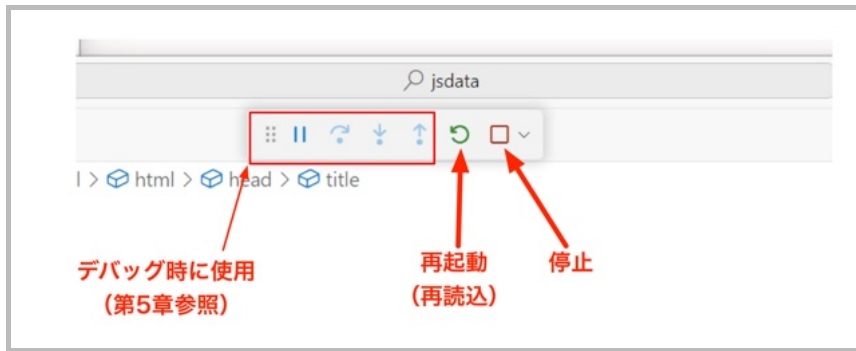 jsdata
l > html > head > title
デバッグ時に使用
（第5章参照）
再起動
（再読込）
停止